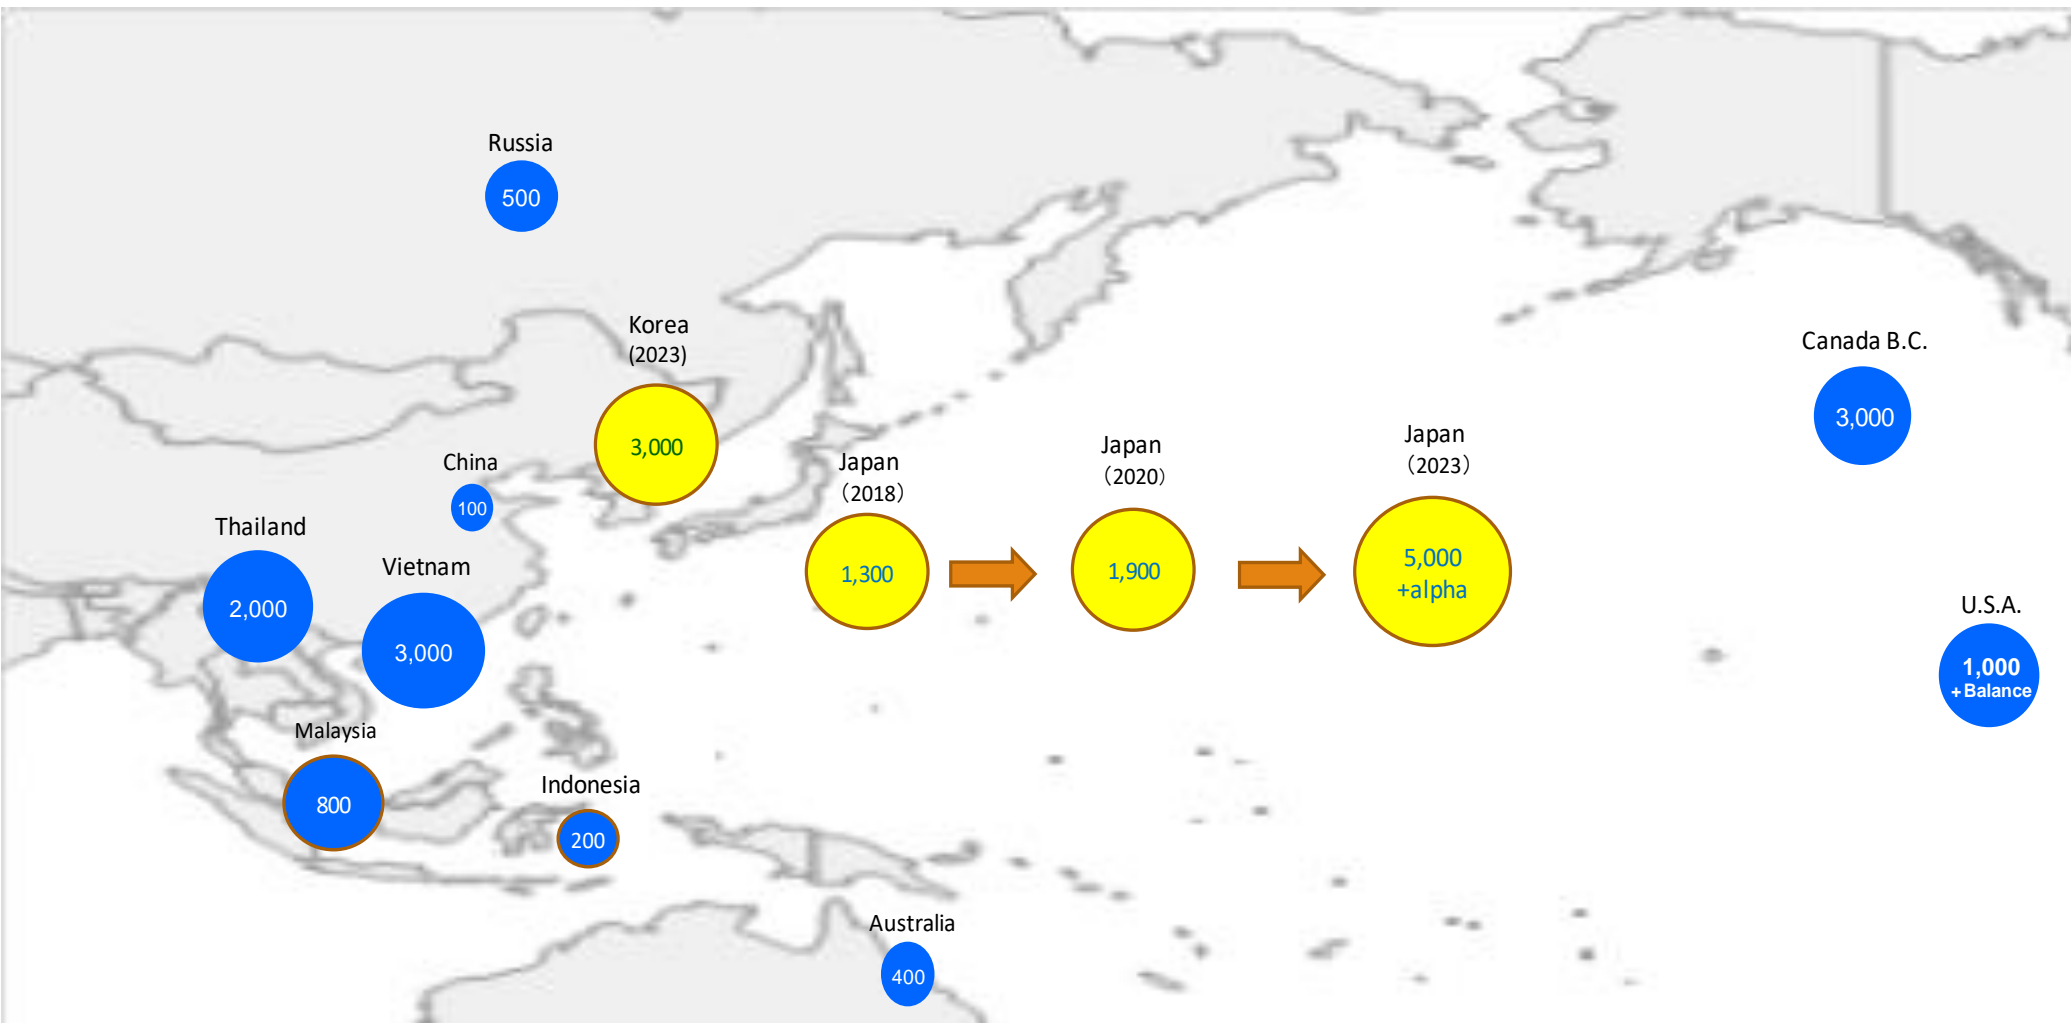 Russia
500
Korea
(2023)
3,000
Canada B.C.
3,000
China
100
Japan
（2018）
1,300
Japan
（2020）
1,900
Japan
（2023）
5,000
+alpha
Thailand
2,000
Vietnam
3,000
U.S.A.
1,000
+Balance
Malaysia
800
Indonesia
200
Australia
400